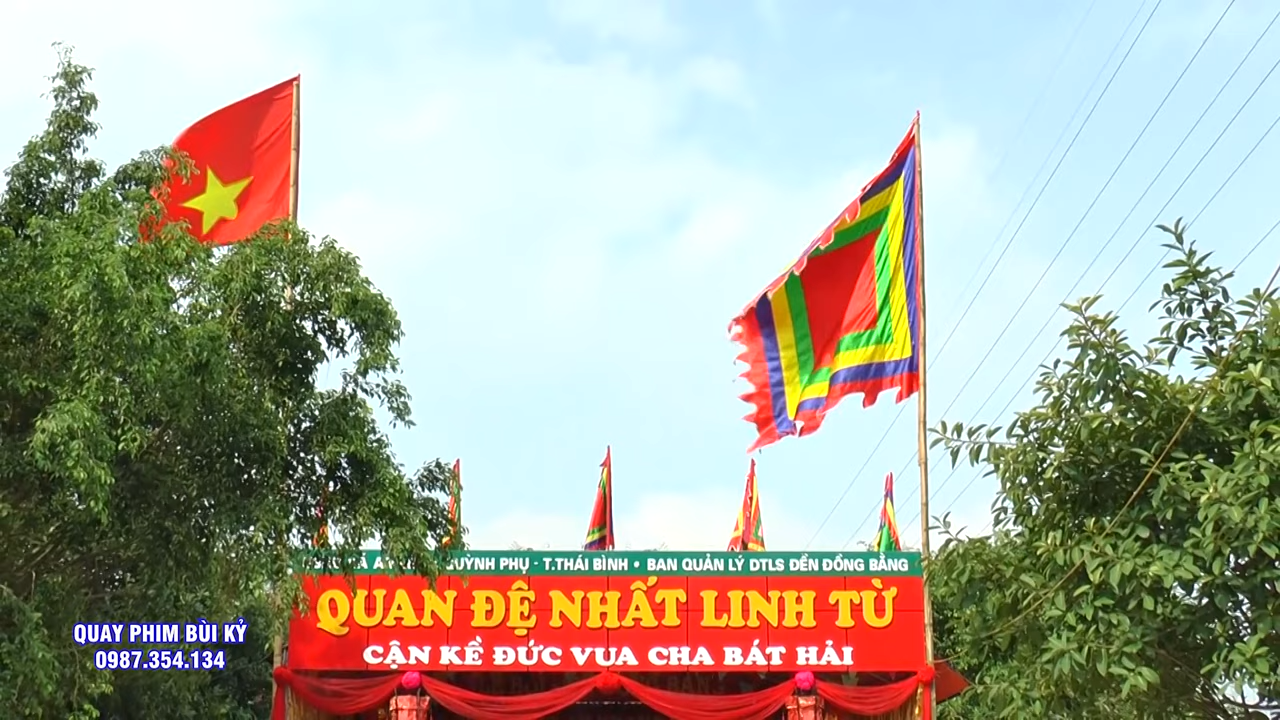 QUỲNH PHỤ - T.THÁI BÌNH • BAN QUẢN LÝ DTLS ĐỀN ĐỒNG BẰNG
QUAN ĐỆ NHẤT LINH TỪ
CẬN KỀ ĐỨC VUA CHA BÁT HẢI
QUAY PHIM BÙI KỶ
0987.354.134